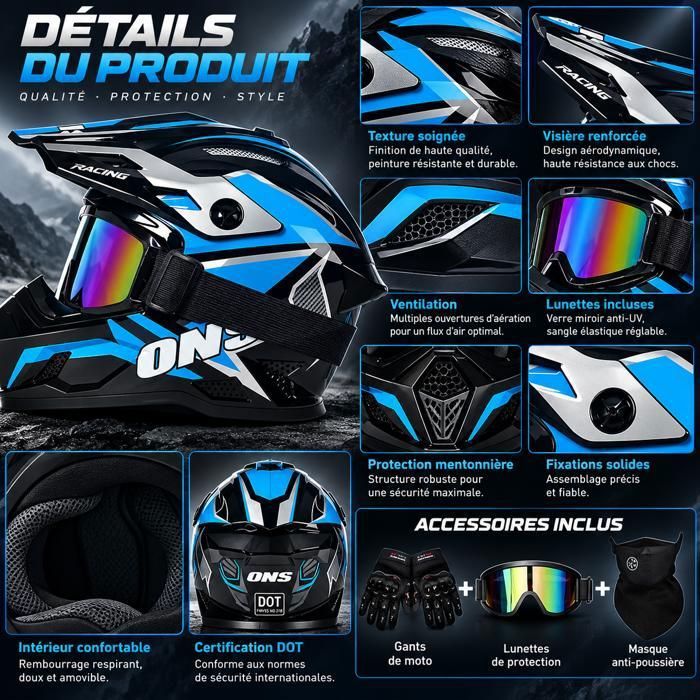 DÉTAILS
DU PRODUIT
QUALITÉ · PROTECTION · STYLE
RACING
ONS
RACING
Texture soignée
Finition de haute qualité,
peinture résistante et durable.
Visière renforcée
Design aérodynamique,
haute résistance aux chocs.
Ventilation
Multiples ouvertures d'aération
pour un flux d'air optimal.
Lunettes incluses
Verre miroir anti-UV,
sangle élastique réglable.
Protection mentonnière
Structure robuste pour
une sécurité maximale.
Fixations solides
Assemblage précis
et fiable.
Intérieur confortable
Rembourrage respirant,
doux et amovible.
ONS
DOT
FMVSS NO.218
Certification DOT
Conforme aux normes
de sécurité internationales.
ACCESSOIRES INCLUS
+
+
Gants
de moto
Lunettes
de protection
Masque
anti-poussière